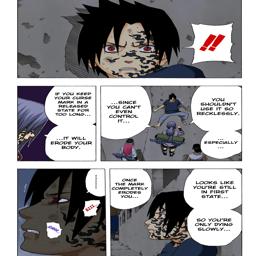 !!
YOU
SHOULDN'T
USE IT SO
RECKLESSLY.
...
ESPECIALLY
...
...SINCE
YOU CAN'T
EVEN
CONTROL
IT...
IF YOU KEEP
YOUR CURSE
MARK IN A
RELEASED
STATE FOR
TOO LONG...
...IT WILL
ERODE YOUR
BODY.
LOOKS LIKE
YOU'RE STILL
IN FIRST
STATE...
SO YOU'RE
ONLY DYING
SLOWLY...
ONCE
THE MARK
COMPLETELY
ERODES
YOU...